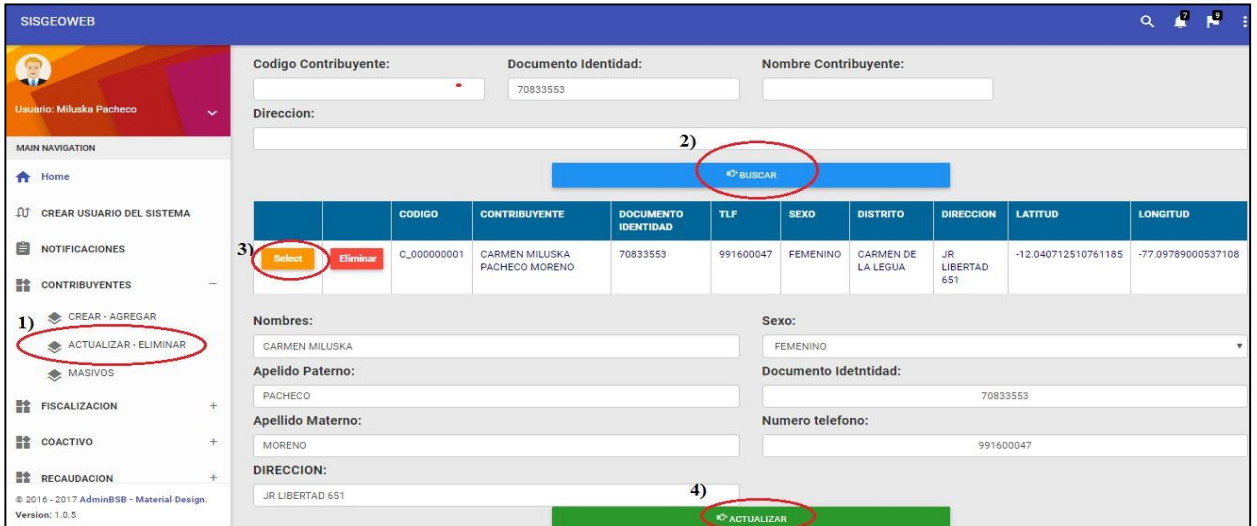 SISGEOWEB
7
9
Usuario: Miluska Pacheco
MAIN NAVIGATION
Home
CREAR USUARIO DEL SISTEMA
NOTIFICACIONES
CONTRIBUYENTES
1)
CREAR - AGREGAR
ACTUALIZAR - ELIMINAR
MASIVOS
FISCALIZACION
COACTIVO
RECAUDACION
© 2016 - 2017 AdminBSB - Material Design.
Version: 1.0.5
Codigo Contribuyente: Documento Identidad: Nombre Contribuyente:
70833553
Direccion:
2)
BUSCAR
CODIGO CONTRIBUYENTE DOCUMENTO IDENTIDAD TLF SEXO DISTRITO DIRECCION LATITUD LONGITUD
3)
Select Eliminar C_000000001 CARMEN MILUSKA PACHECO MORENO 70833553 991600047 FEMENINO CARMEN DE LA LEGUA JR LIBERTAD 651 -12.040712510761185 -77.09789000537108
Nombres: Sexo:
CARMEN MILUSKA FEMENINO
Apelido Paterno: Documento Idetntidad:
PACHECO 70833553
Apellido Materno: Numero telefono:
MORENO 991600047
DIRECCION:
JR LIBERTAD 651
4)
ACTUALIZAR